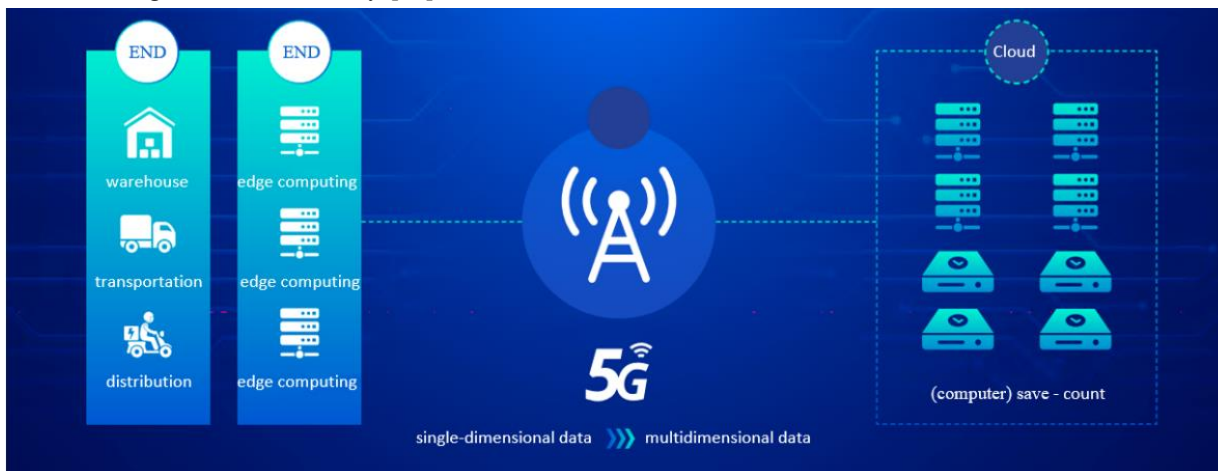 END
warehouse
transportation
distribution
END
edge computing
edge computing
edge computing
5G
single-dimensional data
multidimensional data
Cloud
(computer) save - count